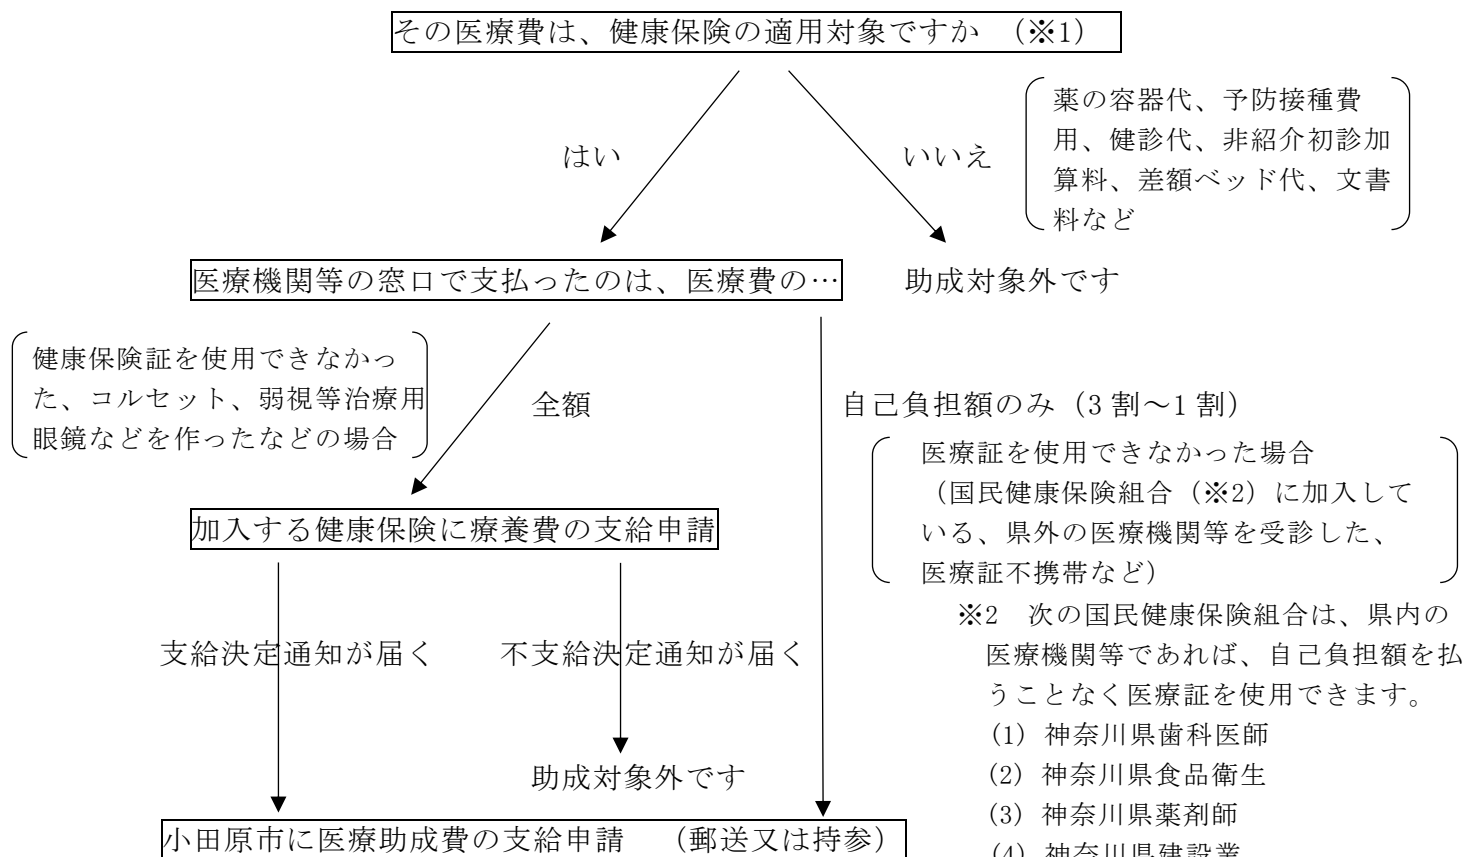 その医療費は、健康保険の適用対象ですか （※1）
薬の容器代、予防接種費
用、健診代、非紹介初診加
算料、差額ベッド代、文書
料など
はい
いいえ
医療機関等の窓口で支払ったのは、医療費の…
助成対象外です
健康保険証を使用できなかっ
た、コルセット、弱視等治療用
眼鏡などを作ったなどの場合
全額
自己負担額のみ（3割～1割）
医療証を使用できなかった場合
（国民健康保険組合（※2）に加入して
いる、県外の医療機関等を受診した、
医療証不携帯など）
加入する健康保険に療養費の支給申請
※2 次の国民健康保険組合は、県内の
医療機関等であれば、自己負担額を払
うことなく医療証を使用できます。
(1) 神奈川県歯科医師
(2) 神奈川県食品衛生
(3) 神奈川県薬剤師
(4) 神奈川県建設業
支給決定通知が届く
不支給決定通知が届く
助成対象外です
小田原市に医療助成費の支給申請 （郵送又は持参）